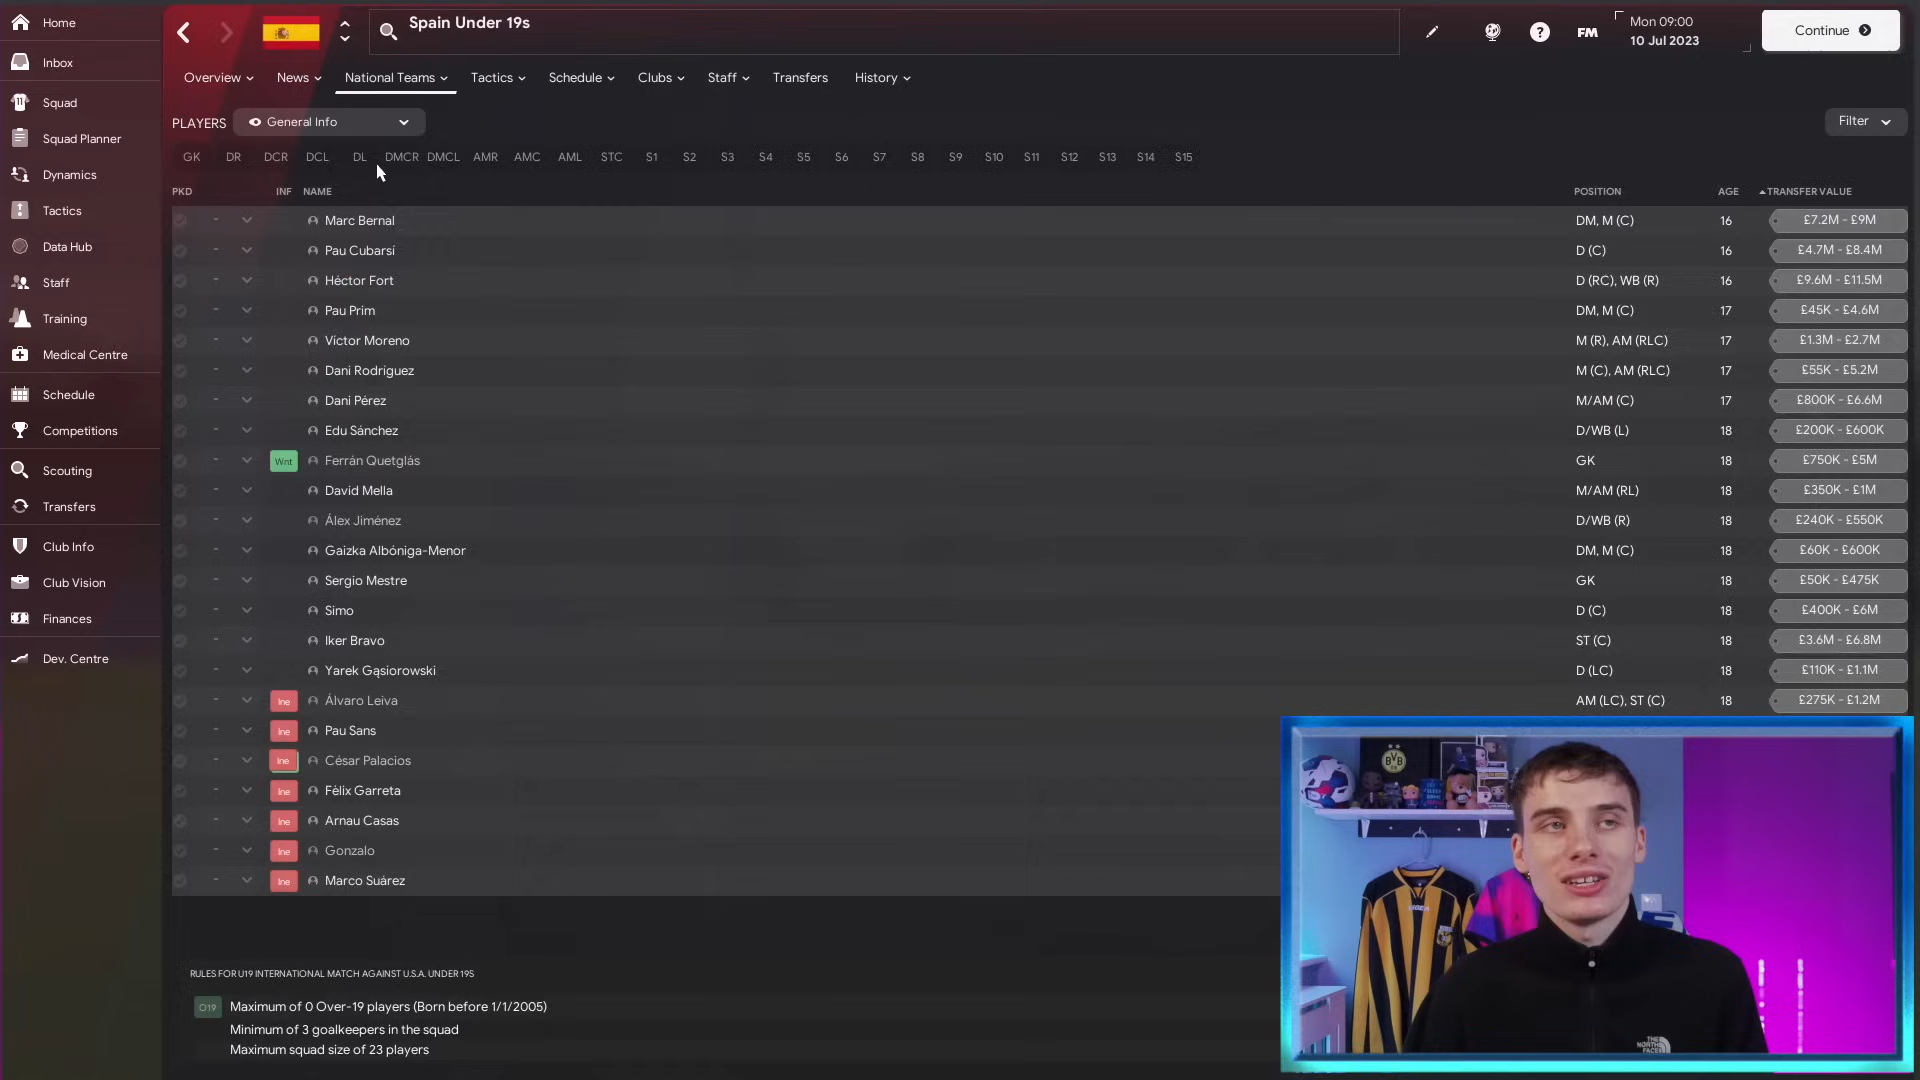 Home
Inbox
Squad
Squad Planner
Dynamics
Tactics
Data Hub
Staff
Training
Medical Centre
Schedule
Competitions
Scouting
Transfers
Club Info
Club Vision
Finances
Dev. Centre
Spain Under 19s
FM
Mon 09:00
10 Jul 2023
Continue
Overview News National Teams Tactics Schedule Clubs Staff Transfers History
PLAYERS General Info Filter
GK DR DCR DCL DL DMCR DMCL AMR AMC AML STC S1 S2 S3 S4 S5 S6 S7 S8 S9 S10 S11 S12 S13 S14 S15
PKD INF NAME POSITION AGE TRANSFER VALUE
- Marc Bernal DM, M (C) 16 £7.2M - £9M
- Pau Cubarsí D (C) 16 £4.7M - £8.4M
- Héctor Fort D (RC), WB (R) 16 £9.6M - £11.5M
- Pau Prim DM, M (C) 17 £45K - £4.6M
- Víctor Moreno M (R), AM (RLC) 17 £1.3M - £2.7M
- Dani Rodríguez M (C), AM (RLC) 17 £55K - £5.2M
- Dani Pérez M/AM (C) 17 £800K - £6.6M
- Edu Sánchez D/WB (L) 18 £200K - £600K
- Wnt Ferrán Quetglás GK 18 £750K - £5M
- David Mella M/AM (RL) 18 £350K - £1M
- Álex Jiménez D/WB (R) 18 £240K - £550K
- Gaizka Albóniga-Menor DM, M (C) 18 £60K - £600K
- Sergio Mestre GK 18 £50K - £475K
- Simo D (C) 18 £400K - £6M
- Iker Bravo ST (C) 18 £3.6M - £6.8M
- Yarek Gąsiorowski D (LC) 18 £110K - £1.1M
- Ine Álvaro Leiva AM (LC), ST (C) 18 £275K - £1.2M
- Ine Pau Sans
- Ine César Palacios
- Ine Fèlix Garreta
- Ine Arnau Casas
- Ine Gonzalo
- Ine Marco Suárez
RULES FOR U19 INTERNATIONAL MATCH AGAINST U.S.A. UNDER 19S
O19 Maximum of 0 Over-19 players (Born before 1/1/2005)
Minimum of 3 goalkeepers in the squad
Maximum squad size of 23 players
BVB
09
THE
NORTH
FACE